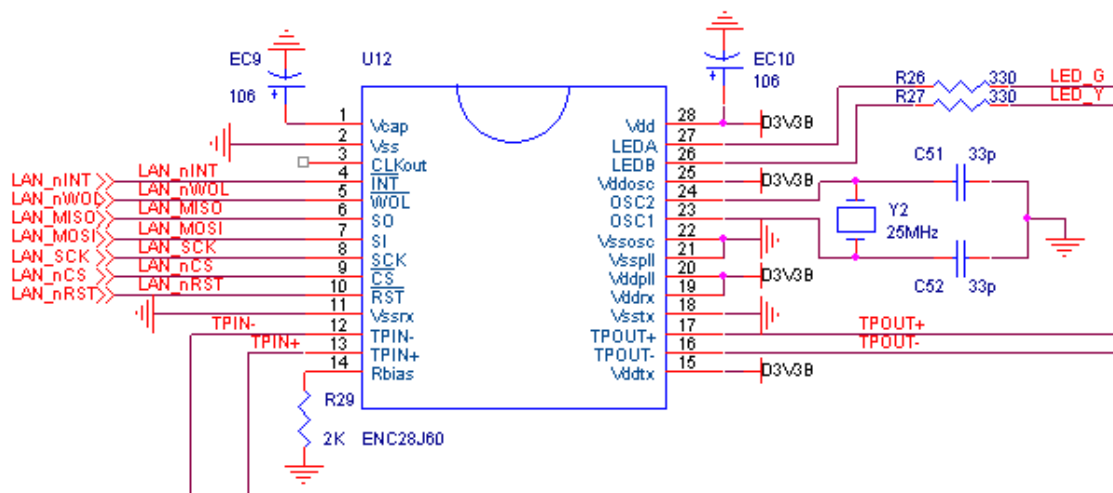 EC9
106
U12
EC10
106
R26 330 LED_G
R27 330 LED_Y
1 Vcap
2 Vss
3 CLKout
4 INT
5 WOL
6 SO
7 SI
8 SCK
9 CS
10 RST
11 Vssrx
12 TPIN-
13 TPIN+
14 Rbias
Vdd 28 D3V3B
LEDA 27
LEDB 26
Vddosc 25 D3V3B
OSC2 24
OSC1 23
Vssosc 22
Vsspll 21
Vddpll 20 D3V3B
Vddrx 19
Vsstx 18
TPOUT+ 17 TPOUT+
TPOUT- 16 TPOUT-
Vddtx 15 D3V3B
LAN_nINT LAN_nINT
LAN_nWOL LAN_nWOL
LAN_MISO LAN_MISO
LAN_MOSI LAN_MOSI
LAN_SCK LAN_SCK
LAN_nCS LAN_nCS
LAN_nRST LAN_nRST
TPIN-
TPIN+
C51 33p
Y2
25MHz
C52 33p
R29
2K ENC28J60